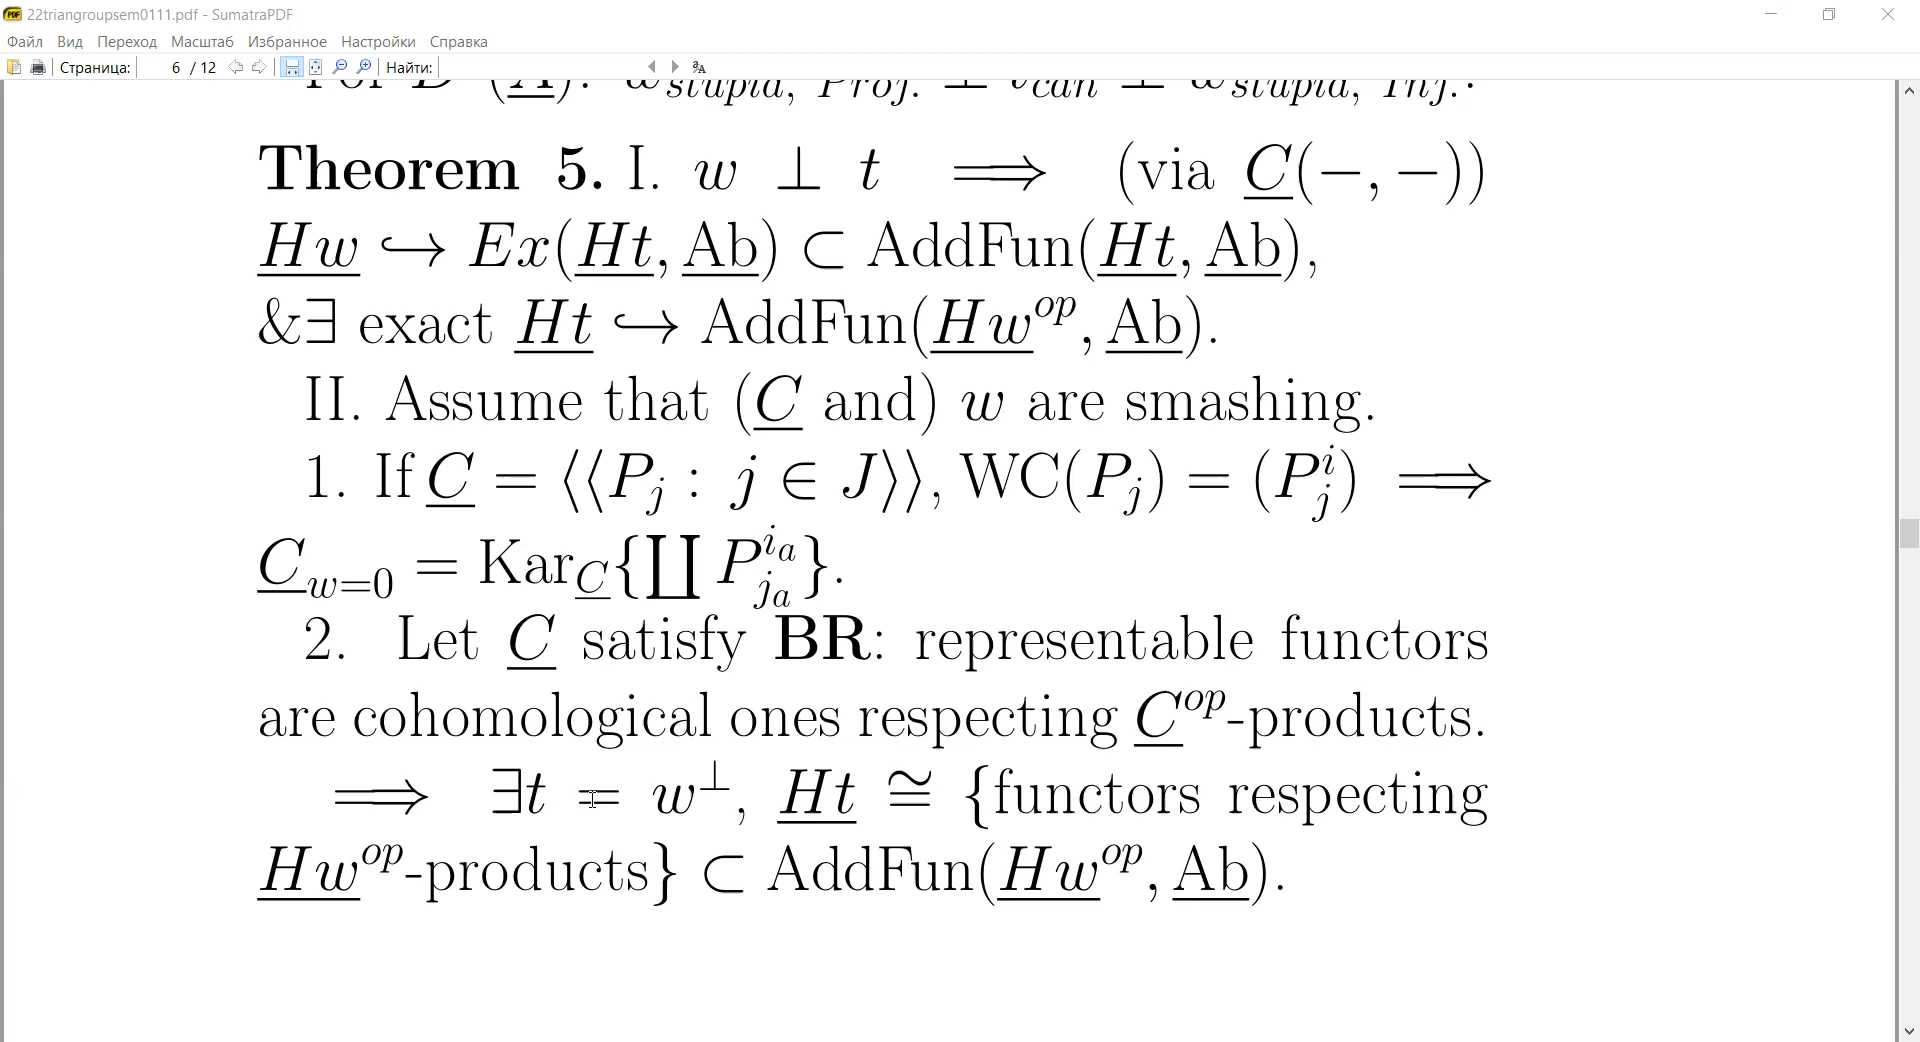 22triangroupsem0111.pdf - SumatraPDF
Файл Вид Переход Масштаб Избранное Настройки Справка
Страница: 6 / 12 Найти:
Theorem 5. I. w ⊥ t ⟹ (via C(−,−))
Hw ↪ Ex(Ht, Ab) ⊂ AddFun(Ht, Ab),
&∃ exact Ht ↪ AddFun(Hw^{op}, Ab).
II. Assume that (C and) w are smashing.
1. If C = ⟨⟨P_j : j ∈ J⟩⟩, WC(P_j) = (P_j^i) ⟹
C_{w=0} = Kar_C{∐ P_{j_a}^{i_a}}.
2. Let C satisfy BR: representable functors
are cohomological ones respecting C^{op}-products.
⟹ ∃t = w^⊥, Ht ≅ {functors respecting
Hw^{op}-products} ⊂ AddFun(Hw^{op}, Ab).